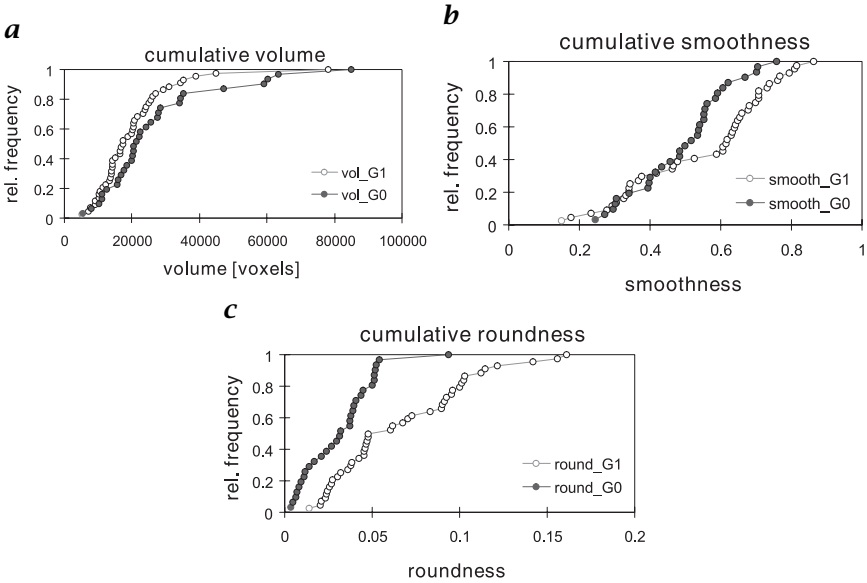 a
cumulative volume
rel. frequency
1
0.8
0.6
0.4
0.2
0
vol_G1
vol_G0
0
20000
40000
60000
80000
100000
volume [voxels]
b
cumulative smoothness
rel. frequency
1
0.8
0.6
0.4
0.2
0
smooth_G1
smooth_G0
0
0.2
0.4
0.6
0.8
1
smoothness
c
cumulative roundness
rel. frequency
1
0.8
0.6
0.4
0.2
0
round_G1
round_G0
0
0.05
0.1
0.15
0.2
roundness